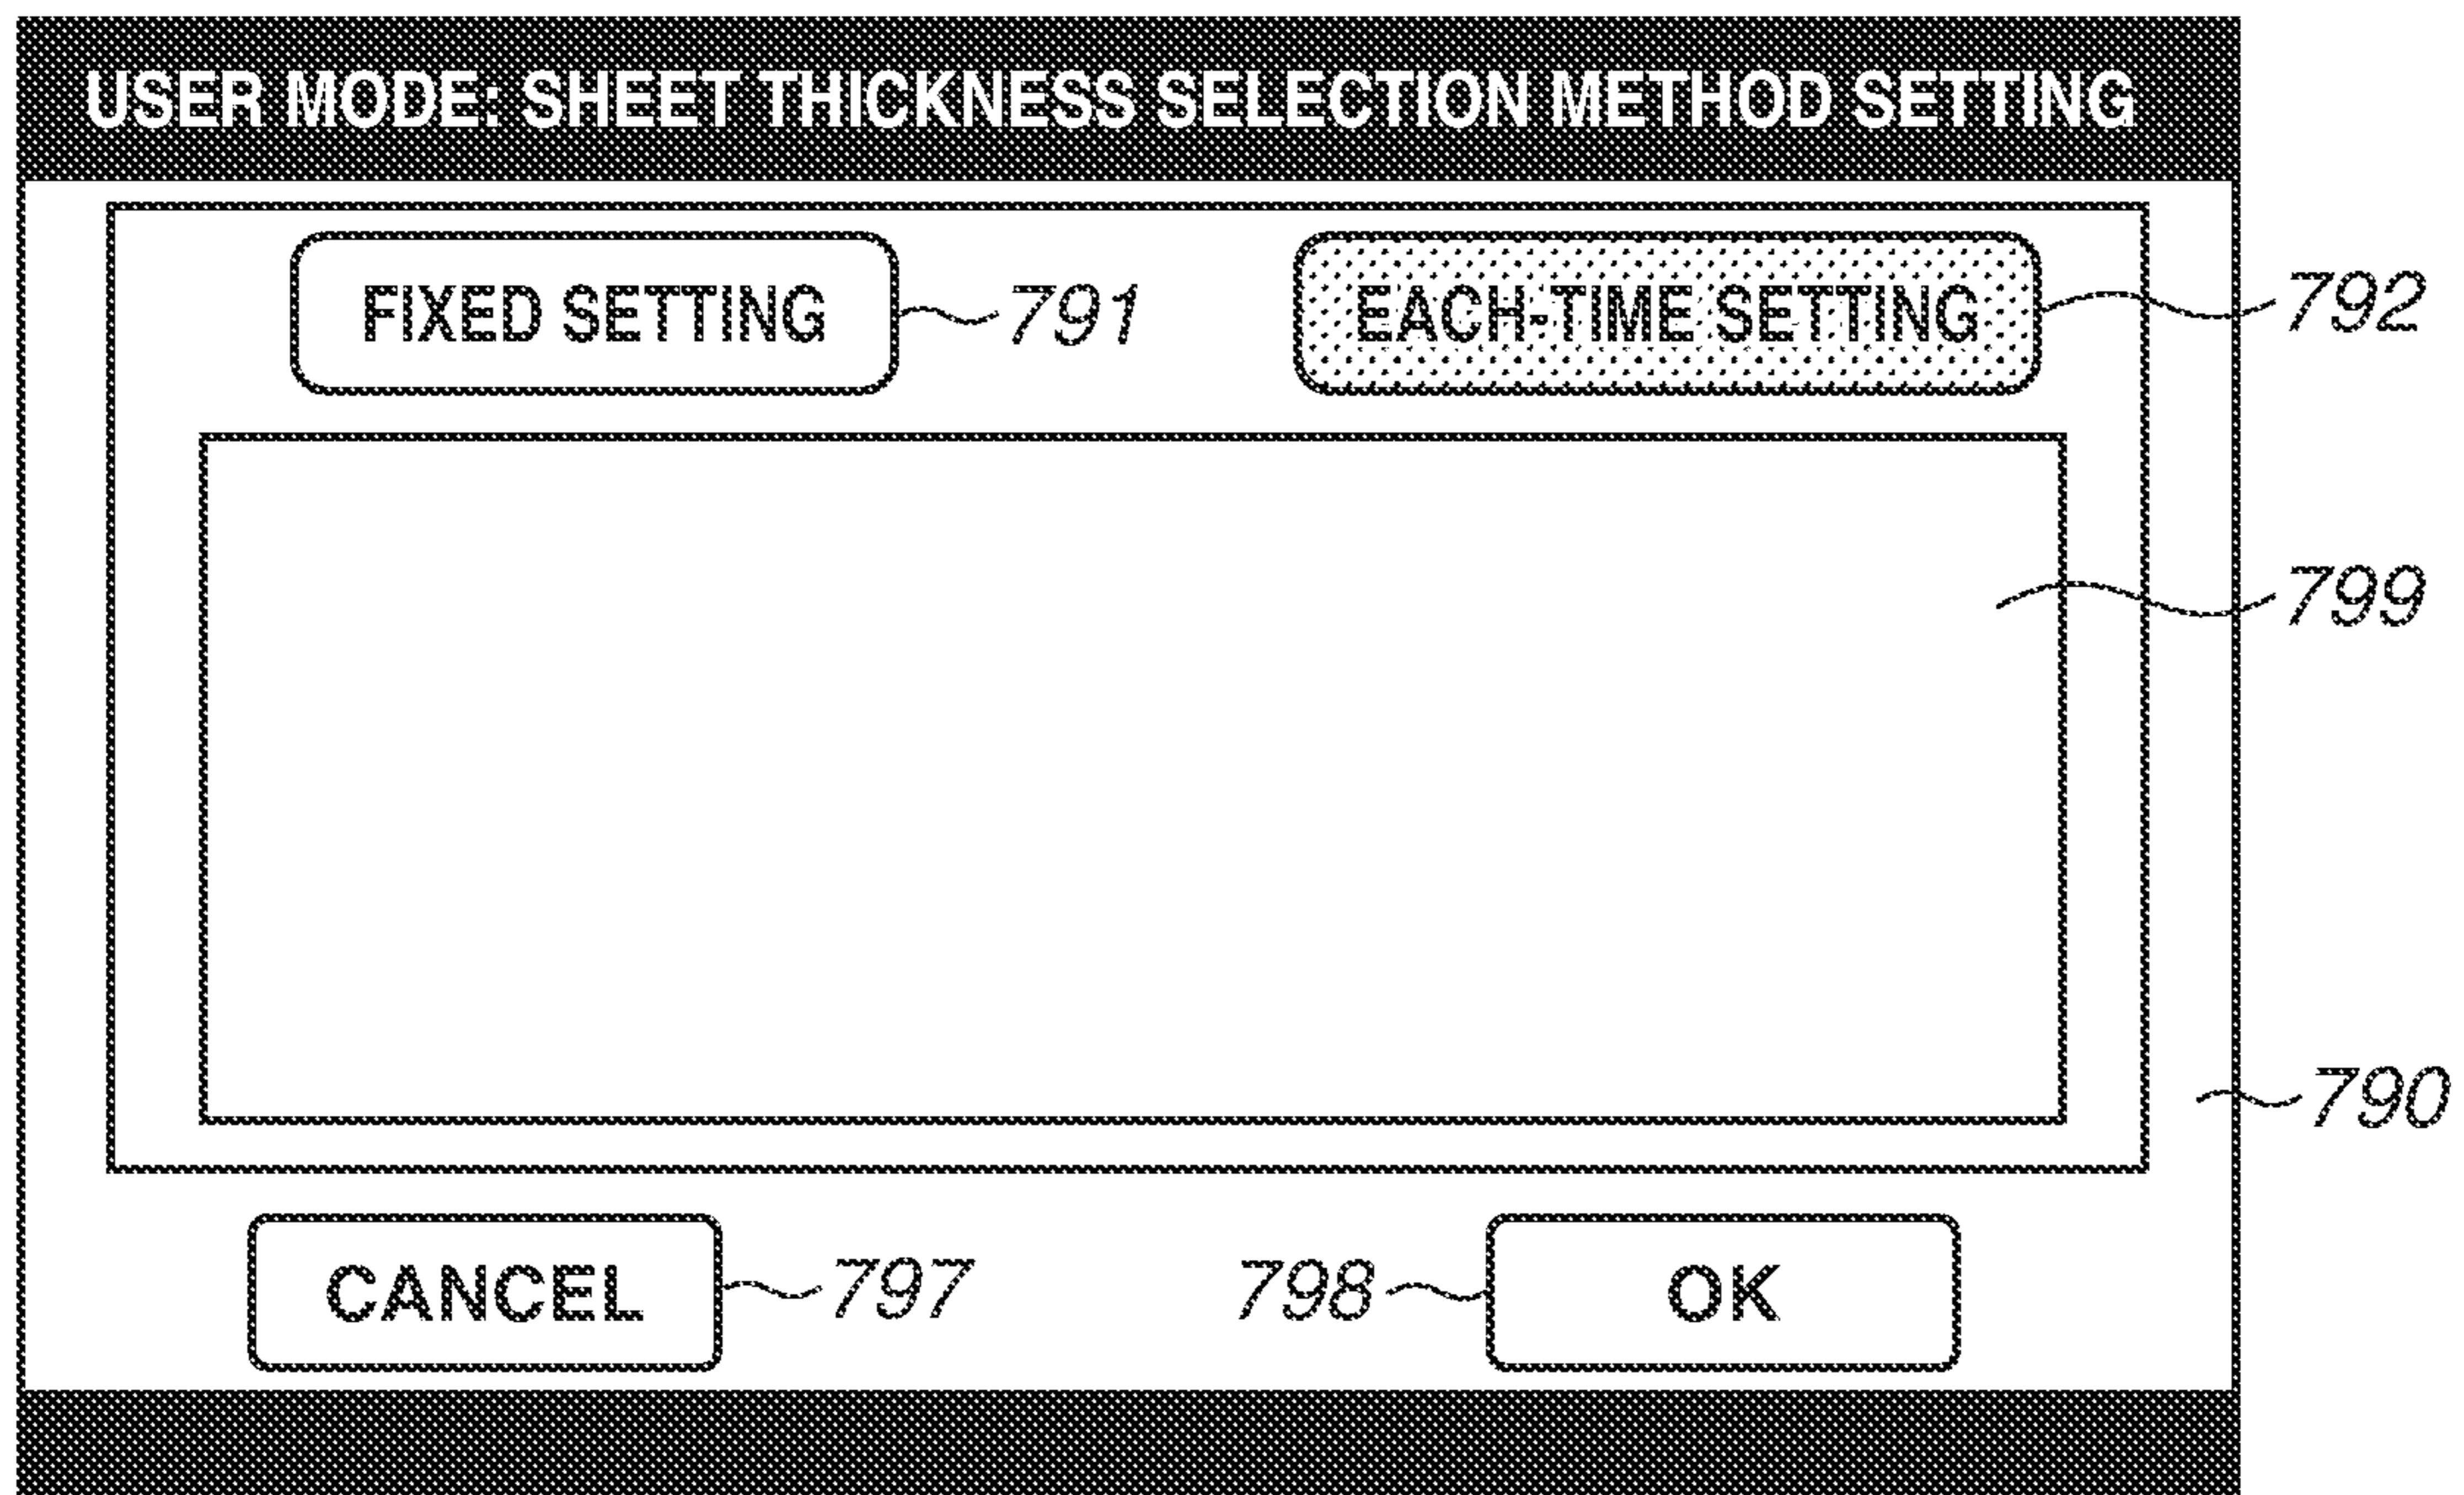 USER MODE: SHEET THICKNESS SELECTION METHOD SETTING
FIXED SETTING 791 EACH-TIME SETTING 792
799
790
CANCEL 797 798 OK